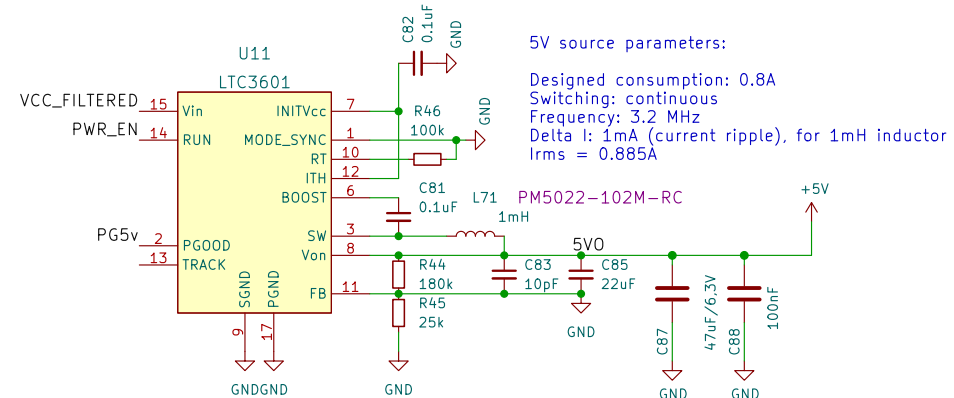 C82
0.1uF
GND
5V source parameters:
U11
LTC3601
Designed consumption: 0.8A
Switching: continuous
Frequency: 3.2 MHz
Delta I: 1mA (current ripple), for 1mH inductor
Irms = 0.885A
VCC_FILTERED
15
Vin
INITVcc
7
R46
100k
GND
PWR_EN
14
RUN
MODE_SYNC
1
RT
10
ITH
12
BOOST
6
C81
0.1uF
L71
1mH
PM5022-102M-RC
+5V
PG5v
2
PGOOD
SW
3
5VO
13
TRACK
Von
8
R44
180k
C83
10pF
C85
22uF
FB
11
R45
25k
SGND
PGND
9
17
GND
C87
47uF/6,3V
C88
100nF
GND
GND
GND
GND
GND